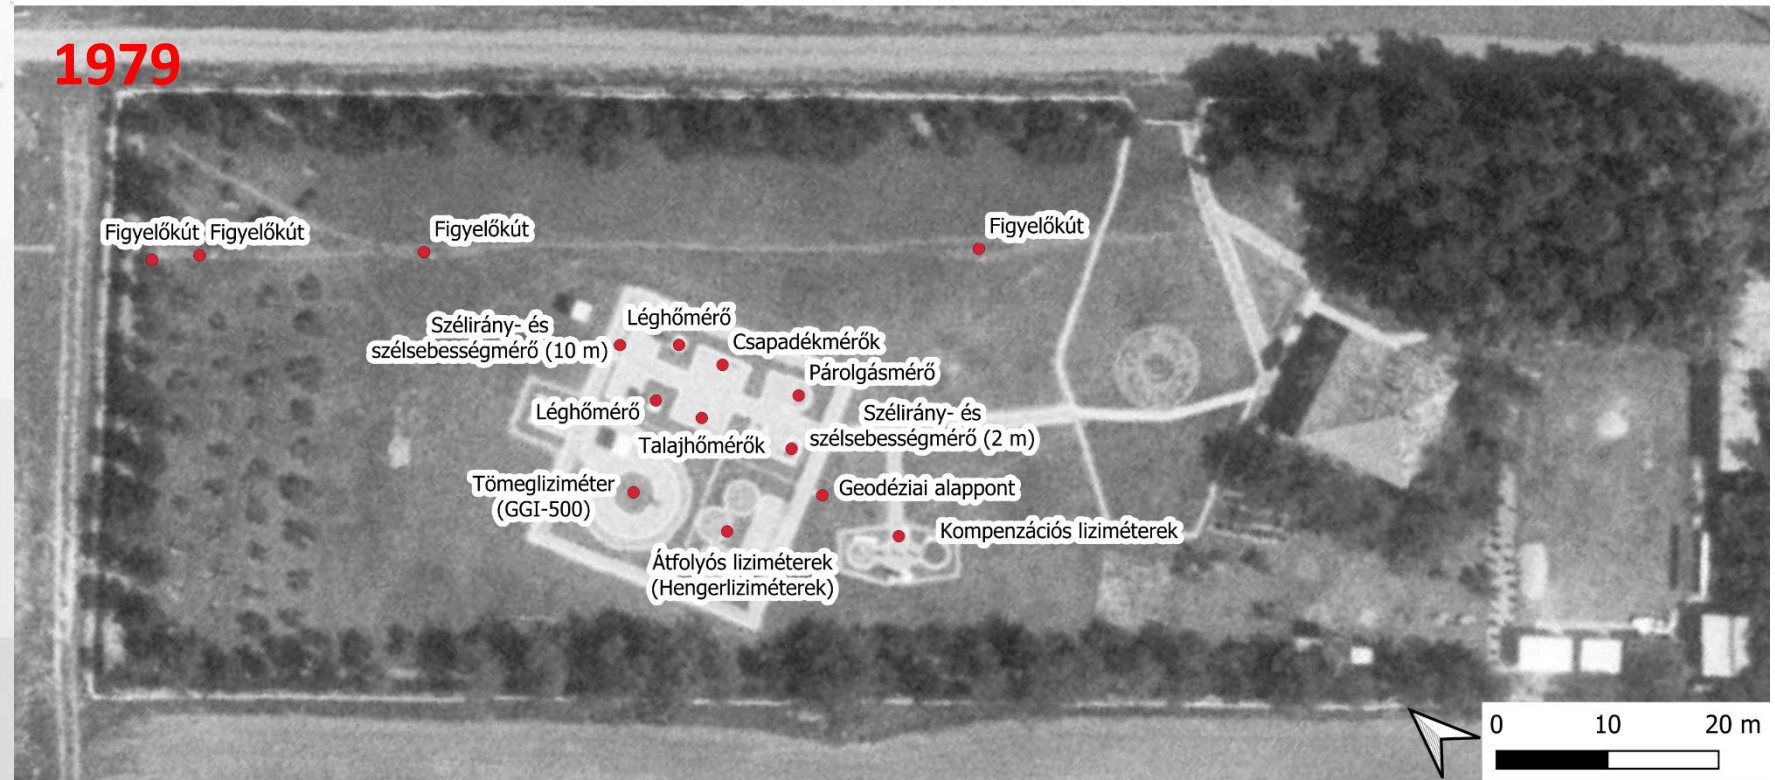 1979
Figyelőkút
Figyelőkút
Figyelőkút
Figyelőkút
Szélirány- és
szélsebességmérő (10 m)
Léghőmérő
Csapadékmérők
Párolgásmérő
Léghőmérő
Talajhőmérők
Szélirány- és
szélsebességmérő (2 m)
Tömegliziméter
(GGI-500)
Geodéziai alappont
Kompenzációs liziméterek
Átfolyós liziméterek
(Hengerliziméterek)
0 10 20 m